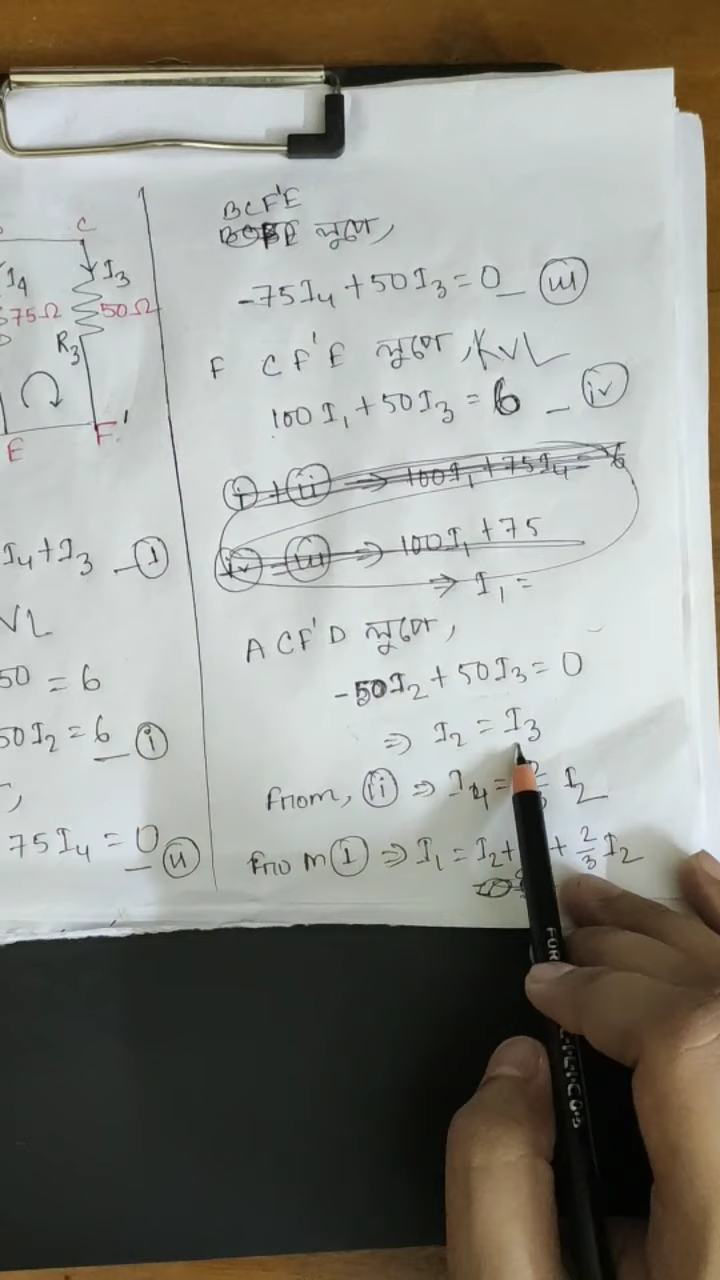 C
I₄ I₃
75Ω 50Ω
R₃
E F'
I₄+I₃ — Ⓘ
VL
50 = 6
50I₂ = 6 — ⓘ
75I₄ = 0 — ⓘⓘ
BCF'E
লুপে,
-75I₄ + 50I₃ = 0 — ⓘⓘⓘ
F CF'E লুপে, KVL
100I₁ + 50I₃ = 6 — ⓘⓥ
ⓘ + ⓘⓘ ⇒ 100I₁ + 75I₄ = 6
ⓘⓥ - ⓘⓘⓘ ⇒ 100I₁ + 75
⇒ I₁ =
ACF'D লুপে,
-50I₂ + 50I₃ = 0
⇒ I₂ = I₃
From, ⓘⓘ ⇒ I₄ = I₂
From Ⓘ ⇒ I₁ = I₂ + + 2/3 I₂
FOR